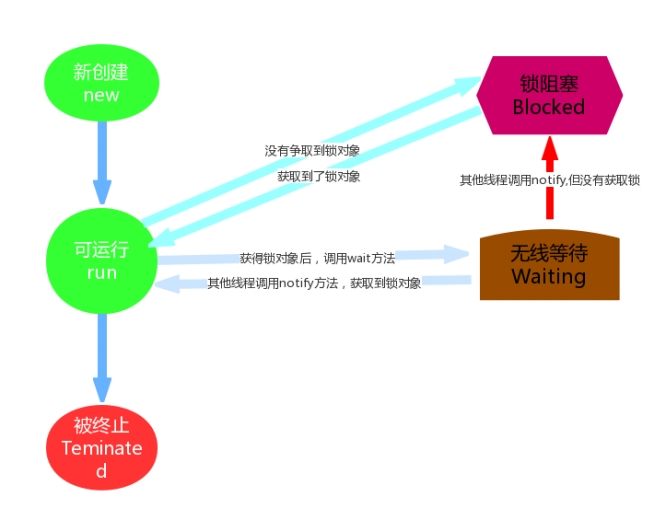 新创建
new
锁阻塞
Blocked
没有争取到锁对象
获取到了锁对象
其他线程调用notify,但没有获取锁
可运行
run
获得锁对象后，调用wait方法
其他线程调用notify方法，获取到锁对象
无线等待
Waiting
被终止
Teminate
d